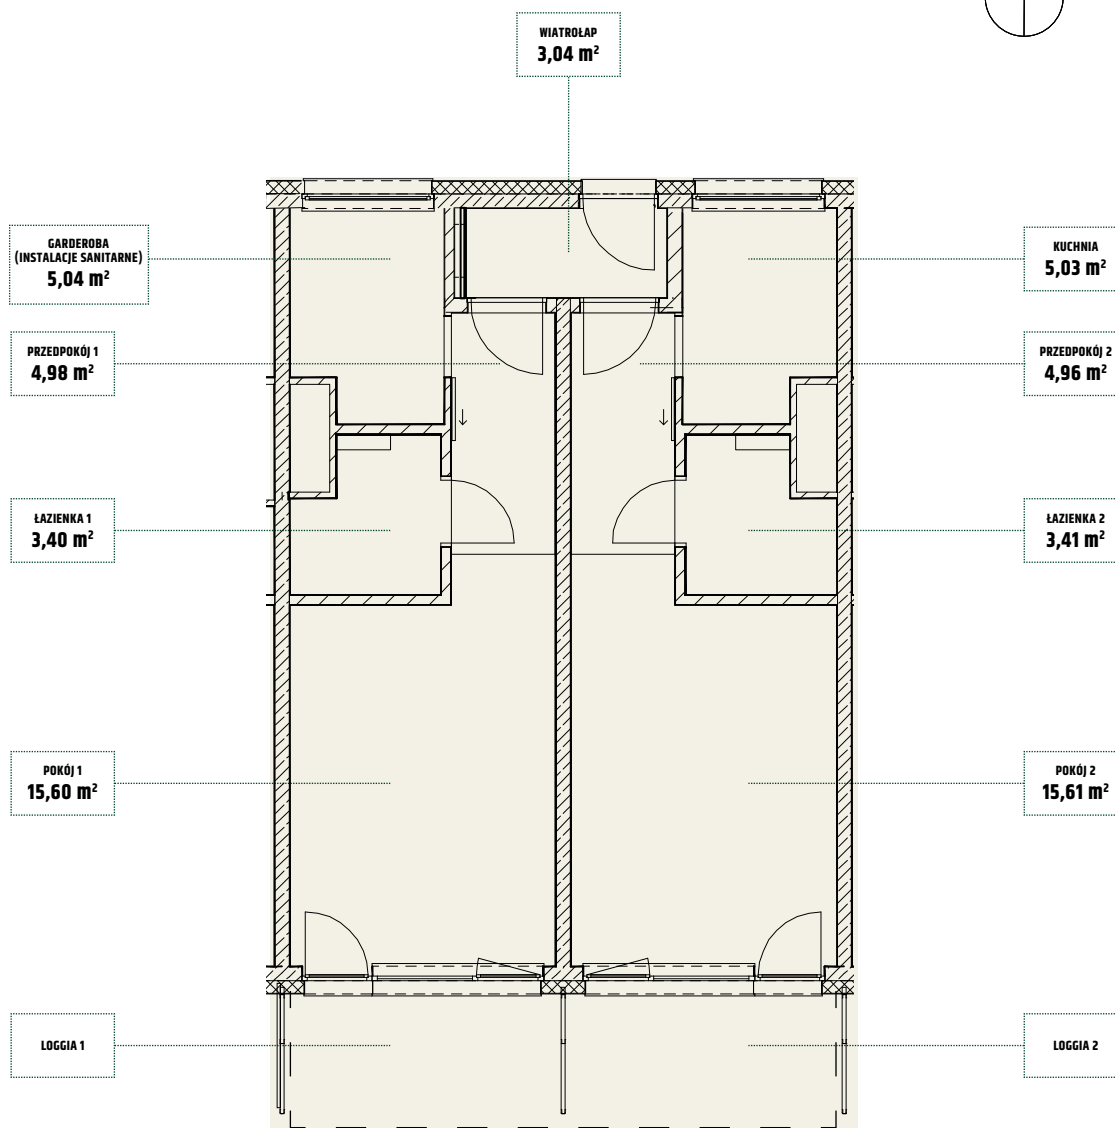 WIATROŁAP
3,04 m²
GARDEROBA
(INSTALACJE SANITARNE)
5,04 m²
KUCHNIA
5,03 m²
PRZEDPOKÓJ 1
4,98 m²
PRZEDPOKÓJ 2
4,96 m²
ŁAZIENKA 1
3,40 m²
ŁAZIENKA 2
3,41 m²
POKÓJ 1
15,60 m²
POKÓJ 2
15,61 m²
LOGGIA 1
LOGGIA 2